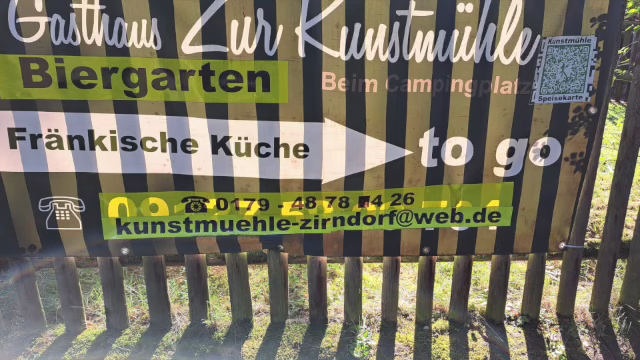 Gasthaus Zur Kunstmühle
Biergarten
Beim Campingplatz
Kunstmühle
Speisekarte
Fränkische Küche
to go
0179 - 48 78 4 26
kunstmuehle-zirndorf@web.de